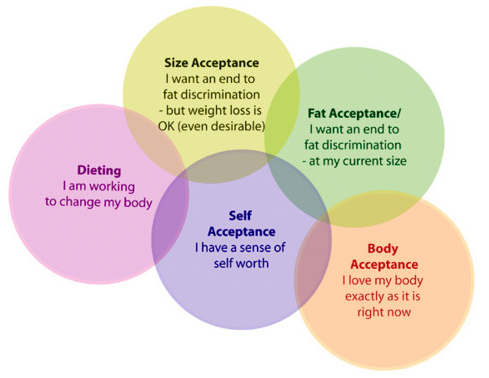 Size Acceptance
I want an end to
fat discrimination
- but weight loss is
OK (even desirable)
Fat Acceptance/
I want an end to
fat discrimination
- at my current size
Dieting
I am working
to change my body
Self
Acceptance
I have a sense of
self worth
Body
Acceptance
I love my body
exactly as it is
right now